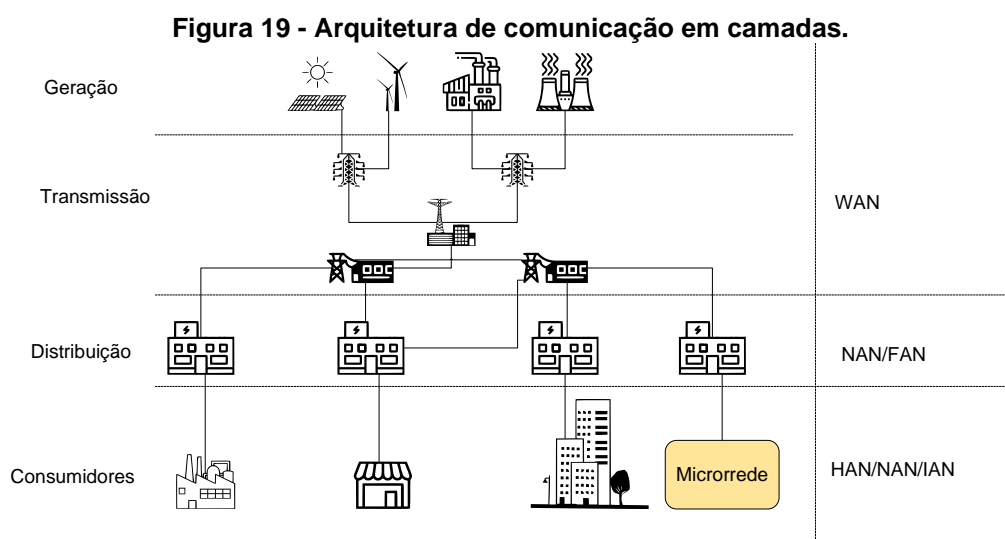 Figura 19 - Arquitetura de comunicação em camadas.
Geração
Transmissão
WAN
Distribuição
NAN/FAN
Consumidores
Microrrede
HAN/NAN/IAN